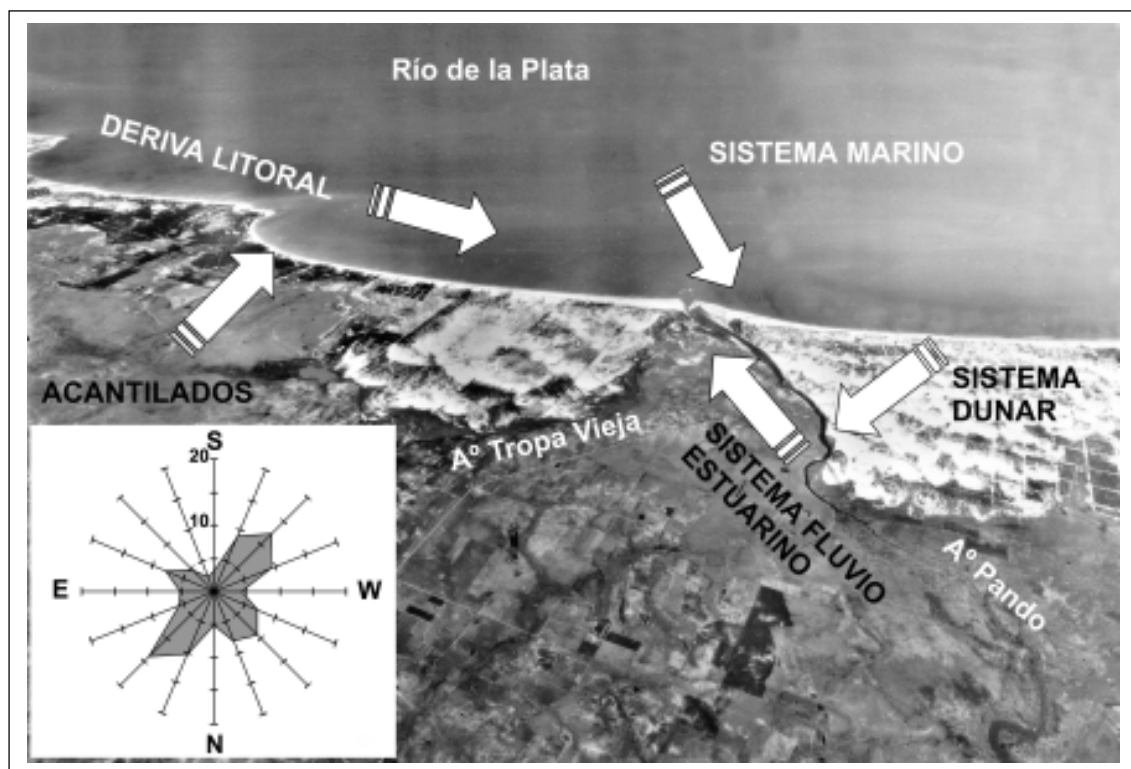 Río de la Plata
DERIVA LITORAL
SISTEMA MARINO
ACANTILADOS
SISTEMA
DUNAR
Aº Tropa Vieja
SISTEMA FLUVIO
ESTUARINO
Aº Pando
S
20
10
E
W
N